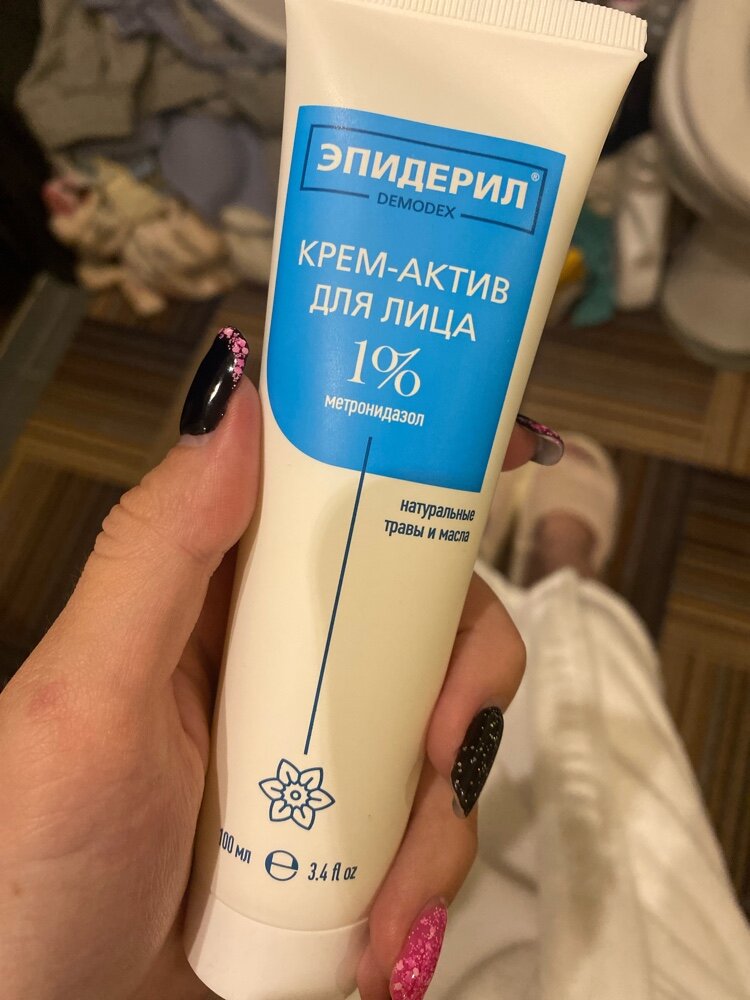 ЭПИДЕРИЛ®
DEMODEX
КРЕМ-АКТИВ
ДЛЯ ЛИЦА
1%
метронидазол
натуральные
травы и масла
100 мл ℮ 3.4 fl oz